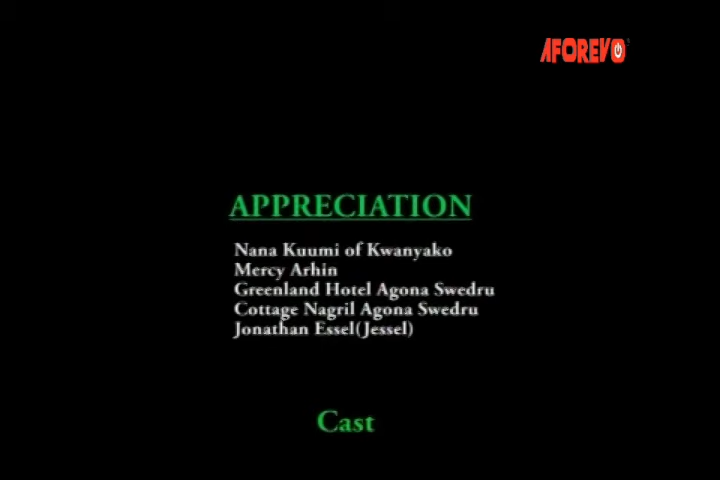 AFOREVO
APPRECIATION
Nana Kuumi of Kwanyako
Mercy Arhin
Greenland Hotel Agona Swedru
Cottage Nagril Agona Swedru
Jonathan Essel(Jessel)
Cast